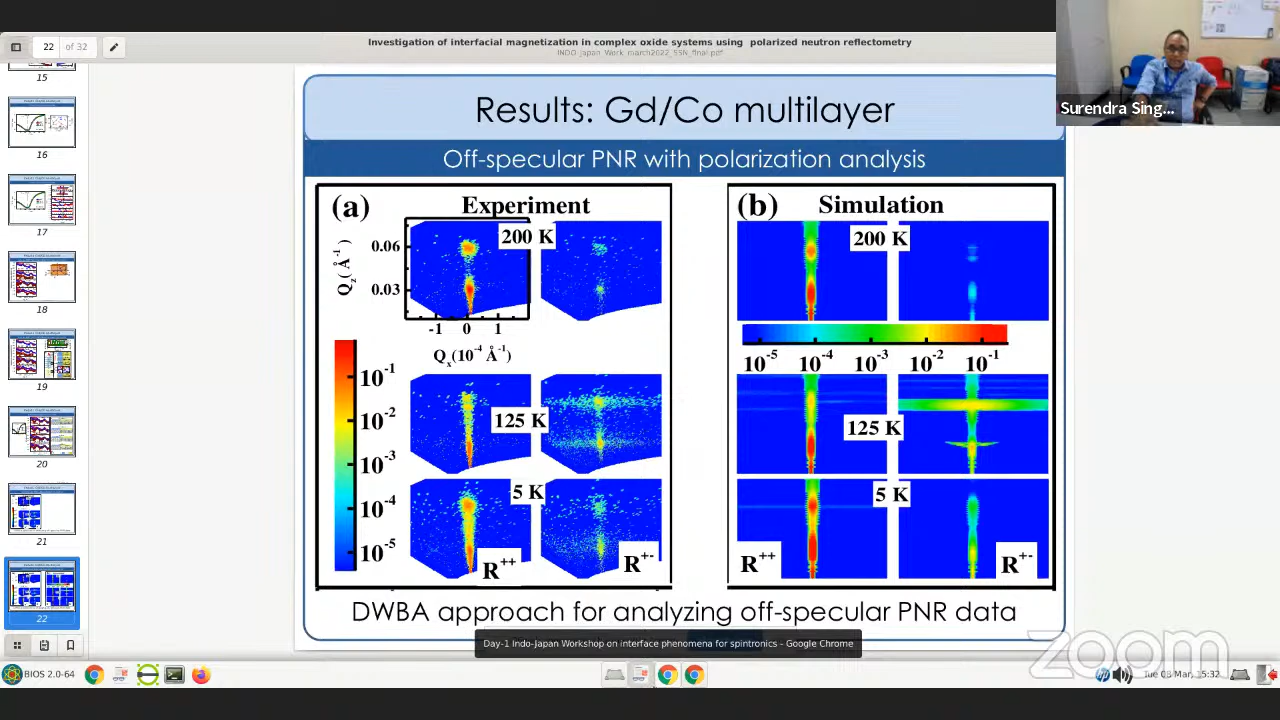 22 of 32
Investigation of interfacial magnetization in complex oxide systems using polarized neutron reflectometry
Surendra Sing...
15
16
17
18
19
20
21
22
Results: Gd/Co multilayer
Off-specular PNR with polarization analysis
(a) Experiment
200 K
Qz( Å-1 )
0.06
0.03
-1 0 1
Qx(10-4 Å-1)
10-1
10-2
10-3
10-4
10-5
125 K
5 K
R++
R+-
(b) Simulation
200 K
10-5 10-4 10-3 10-2 10-1
125 K
5 K
R++
R+-
DWBA approach for analyzing off-specular PNR data
Day-1 Indo-Japan Workshop on interface phenomena for spintronics - Google Chrome
zoom
BIOS 2.0-64
Tue 08 Mar, 15:32